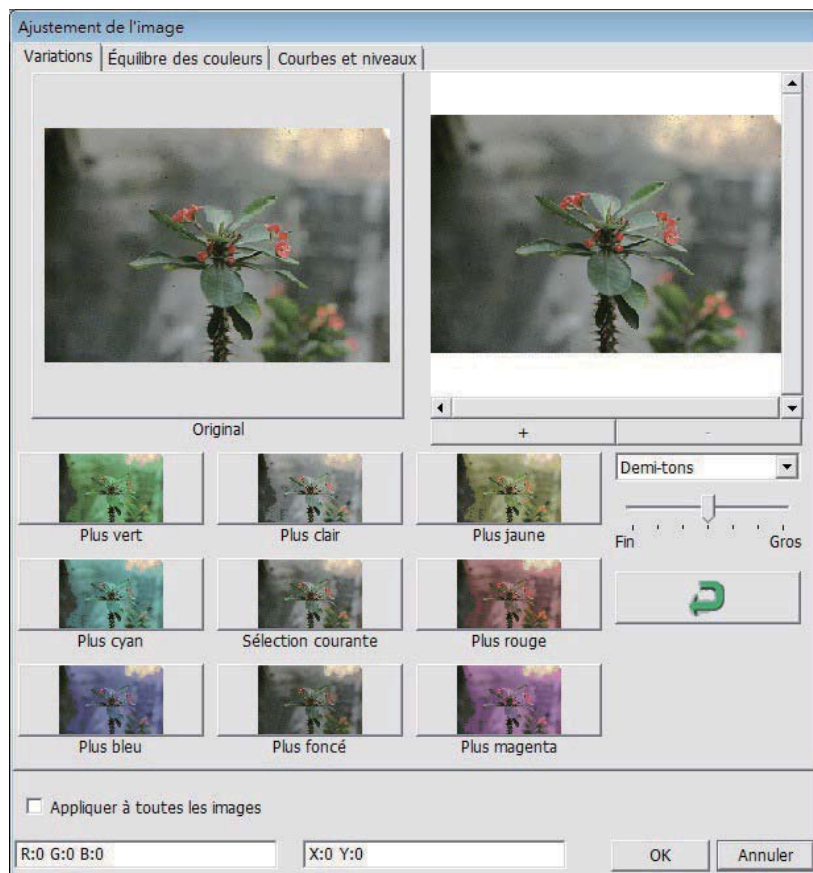 Ajustement de l'image
Variations Équilibre des couleurs Courbes et niveaux
Original
+ -
Demi-tons
Fin Gros
Plus vert Plus clair Plus jaune
Plus cyan Sélection courante Plus rouge
Plus bleu Plus foncé Plus magenta
Appliquer à toutes les images
R:0 G:0 B:0 X:0 Y:0 OK Annuler